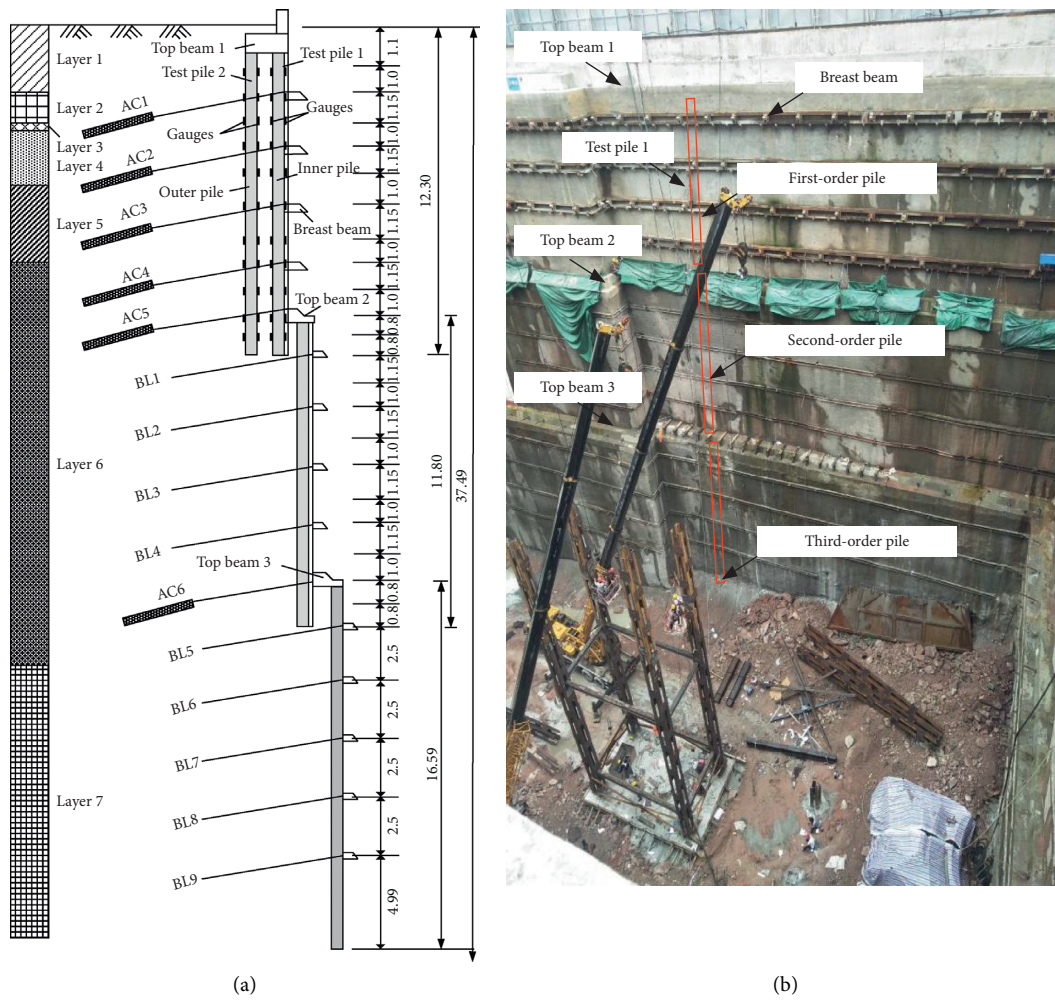 Layer 1
Layer 2
Layer 3
Layer 4
Layer 5
Layer 6
Layer 7
AC1
AC2
AC3
AC4
AC5
BL1
BL2
BL3
BL4
AC6
BL5
BL6
BL7
BL8
BL9
Top beam 1
Test pile 1
Test pile 2
Gauges
Gauges
Inner pile
Outer pile
Breast beam
Top beam 2
Top beam 3
1.1
1.0
1.15
1.0
1.15
1.0
1.15
1.0
1.15
1.0
0.8
0.8
1.15
1.0
1.15
1.0
1.15
1.0
1.15
1.0
0.8
0.8
2.5
2.5
2.5
2.5
4.99
12.30
11.80
37.49
16.59
(a)
Top beam 1
Breast beam
Test pile 1
First-order pile
Top beam 2
Second-order pile
Top beam 3
Third-order pile
(b)